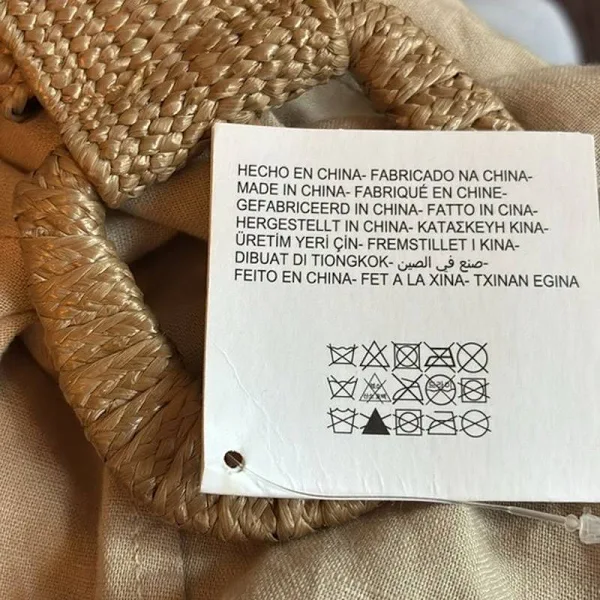 HECHO EN CHINA- FABRICADO NA CHINA-
MADE IN CHINA- FABRIQUÉ EN CHINE-
GEFABRICEERD IN CHINA- FATTO IN CINA-
HERGESTELLT IN CHINA- ΚΑΤΑΣΚΕΥΗ ΚΙΝΑ-
ÜRETİM YERİ ÇİN- FREMSTILLET I KINA-
DIBUAT DI TIONGKOK- صنع في الصين-
FEITO EN CHINA- FET A LA XINA- TXINAN EGINA